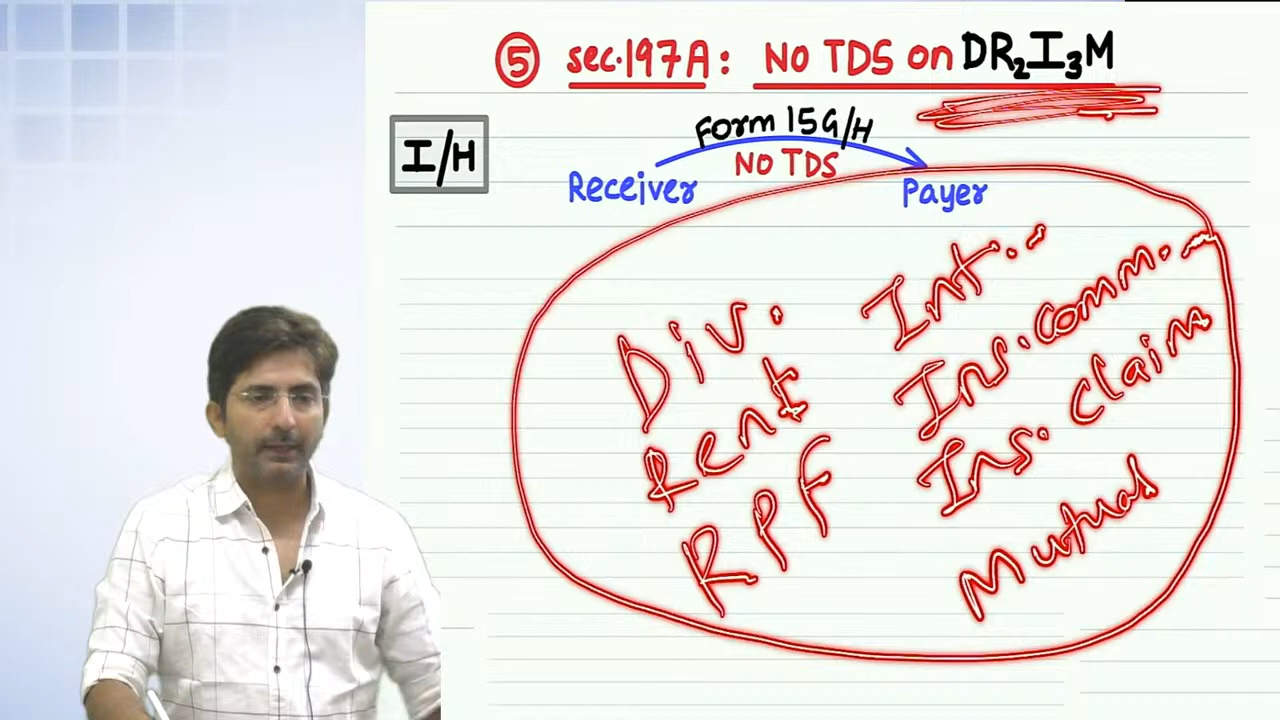 ⑤ sec.197A: NO TDS on DR₂I₃M
I/H
Form 15G/H
NO TDS
Receiver
Payer
Div.
Rent
RPF
Int.
Ins. Comm.
Ins. Claim
Mutual